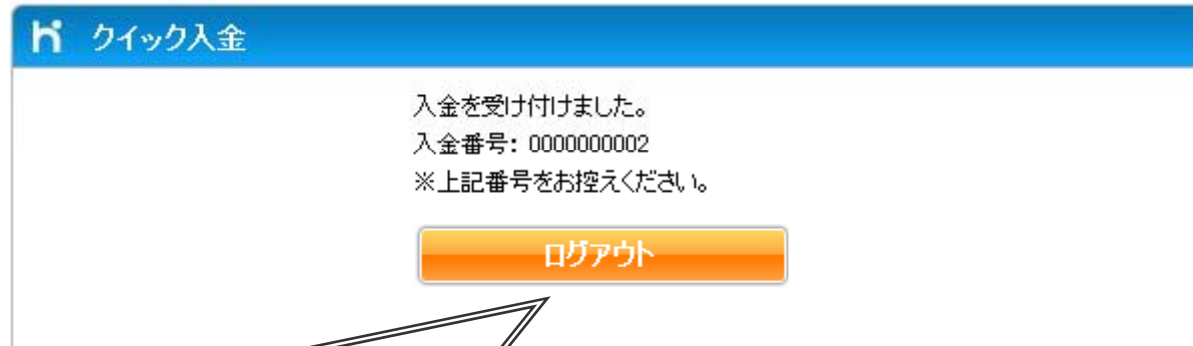 hi クイック入金
入金を受け付けました。
入金番号: 0000000002
※上記番号をお控えください。
ログアウト